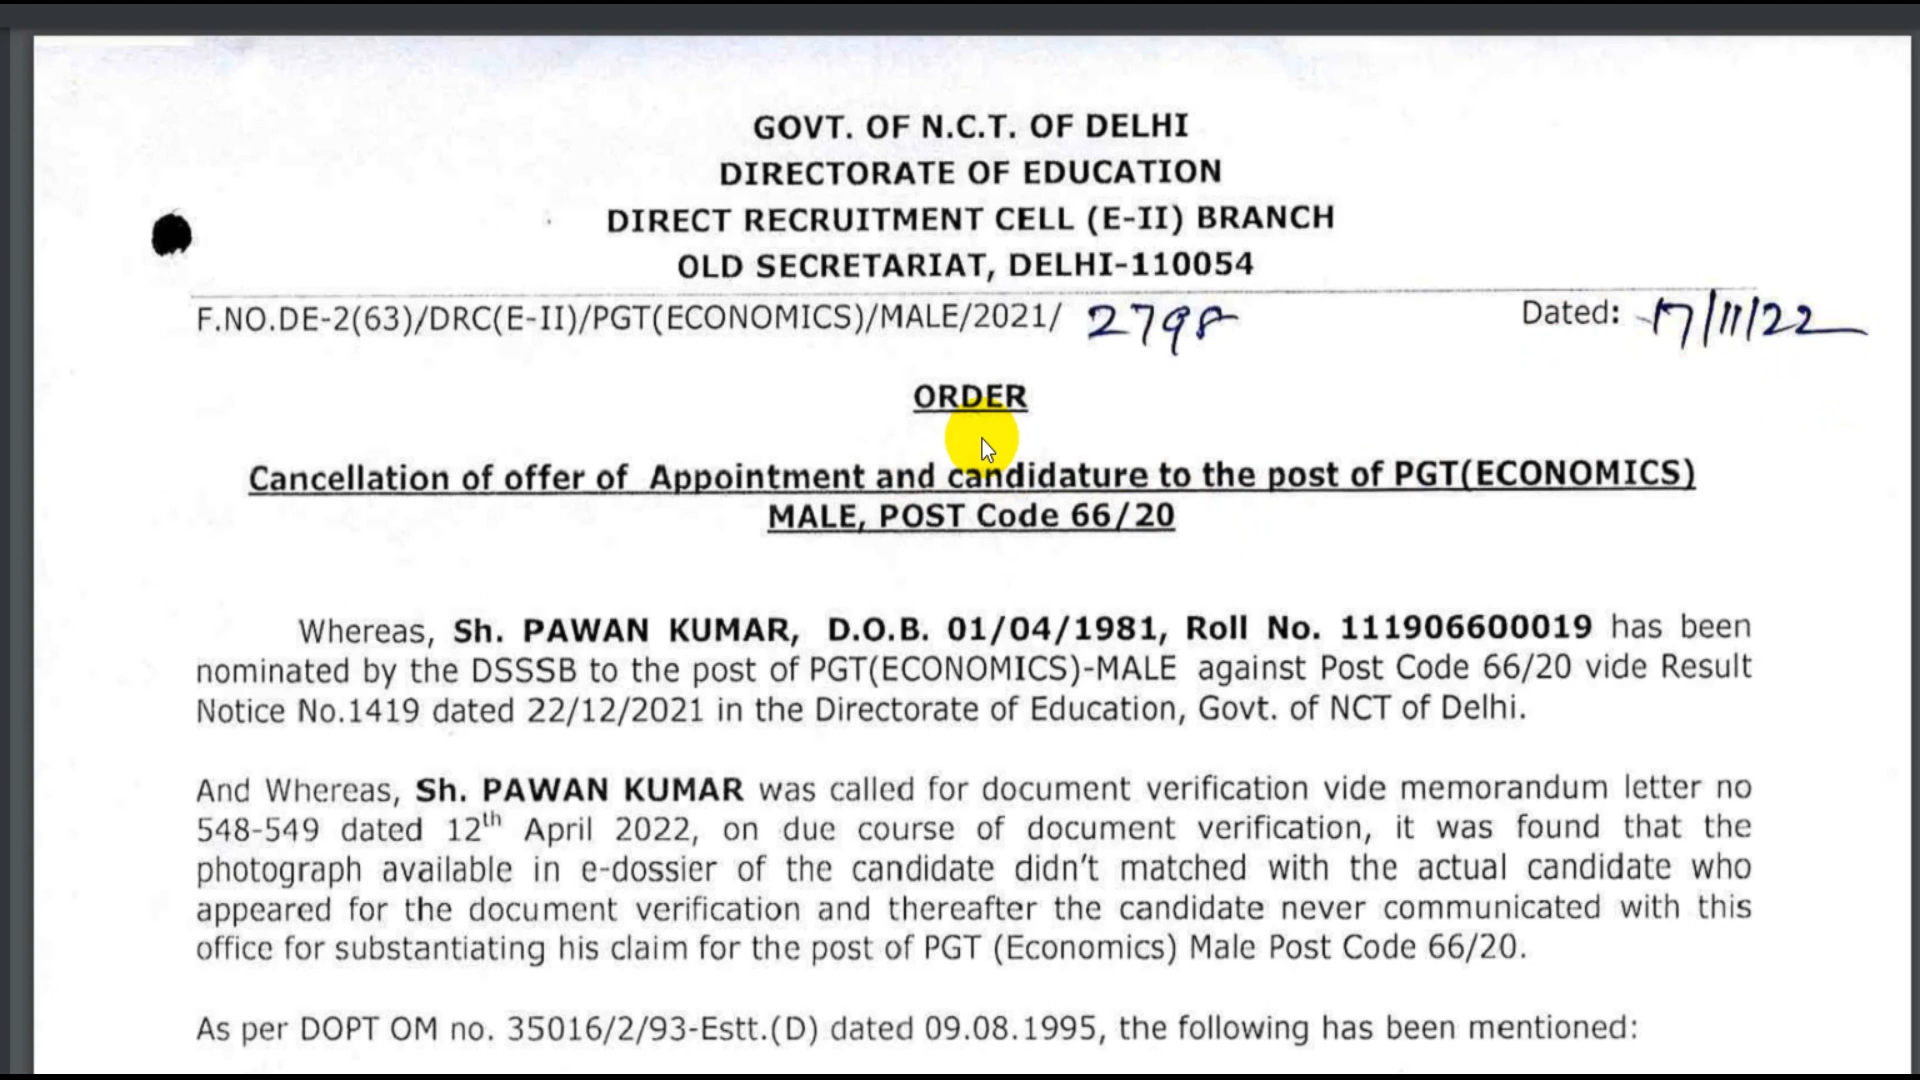 GOVT. OF N.C.T. OF DELHI
DIRECTORATE OF EDUCATION
DIRECT RECRUITMENT CELL (E-II) BRANCH
OLD SECRETARIAT, DELHI-110054
F.NO.DE-2(63)/DRC(E-II)/PGT(ECONOMICS)/MALE/2021/ 2798 Dated: 17/11/22
ORDER
Cancellation of offer of Appointment and candidature to the post of PGT(ECONOMICS)
MALE, POST Code 66/20
Whereas, Sh. PAWAN KUMAR, D.O.B. 01/04/1981, Roll No. 111906600019 has been
nominated by the DSSSB to the post of PGT(ECONOMICS)-MALE against Post Code 66/20 vide Result
Notice No.1419 dated 22/12/2021 in the Directorate of Education, Govt. of NCT of Delhi.
And Whereas, Sh. PAWAN KUMAR was called for document verification vide memorandum letter no
548-549 dated 12th April 2022, on due course of document verification, it was found that the
photograph available in e-dossier of the candidate didn't matched with the actual candidate who
appeared for the document verification and thereafter the candidate never communicated with this
office for substantiating his claim for the post of PGT (Economics) Male Post Code 66/20.
As per DOPT OM no. 35016/2/93-Estt.(D) dated 09.08.1995, the following has been mentioned: